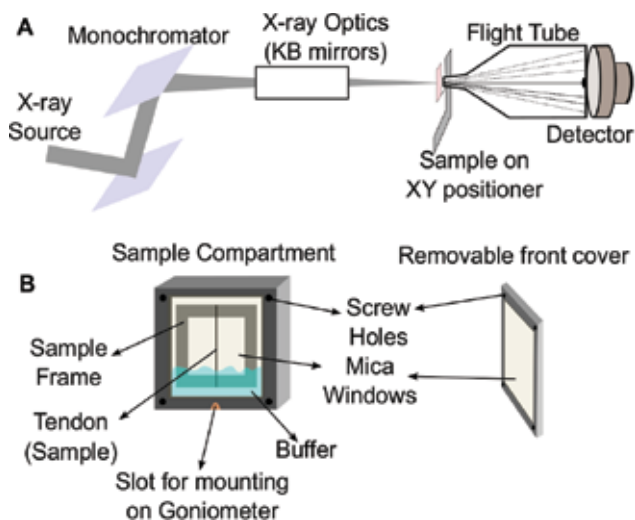 A
Monochromator
X-ray Optics
(KB mirrors)
Flight Tube
X-ray
Source
Detector
Sample on
XY positioner
B
Sample Compartment
Removable front cover
Sample
Frame
Screw
Holes
Mica
Windows
Tendon
(Sample)
Buffer
Slot for mounting
on Goniometer